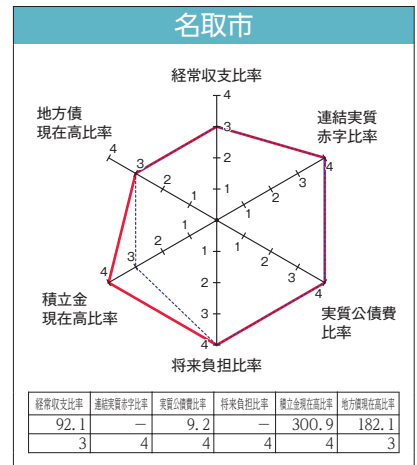 名取市
経常収支比率
連結実質
赤字比率
実質公債費
比率
将来負担比率
積立金
現在高比率
地方債
現在高比率
4
3
2
1
4
3
2
1
4
3
2
1
4
3
2
1
4
3
2
1
4
3
2
1
経常収支比率 連結実質赤字比率 実質公債費比率 将来負担比率 積立金現在高比率 地方債現在高比率
92.1 － 9.2 － 300.9 182.1
3 4 4 4 4 3